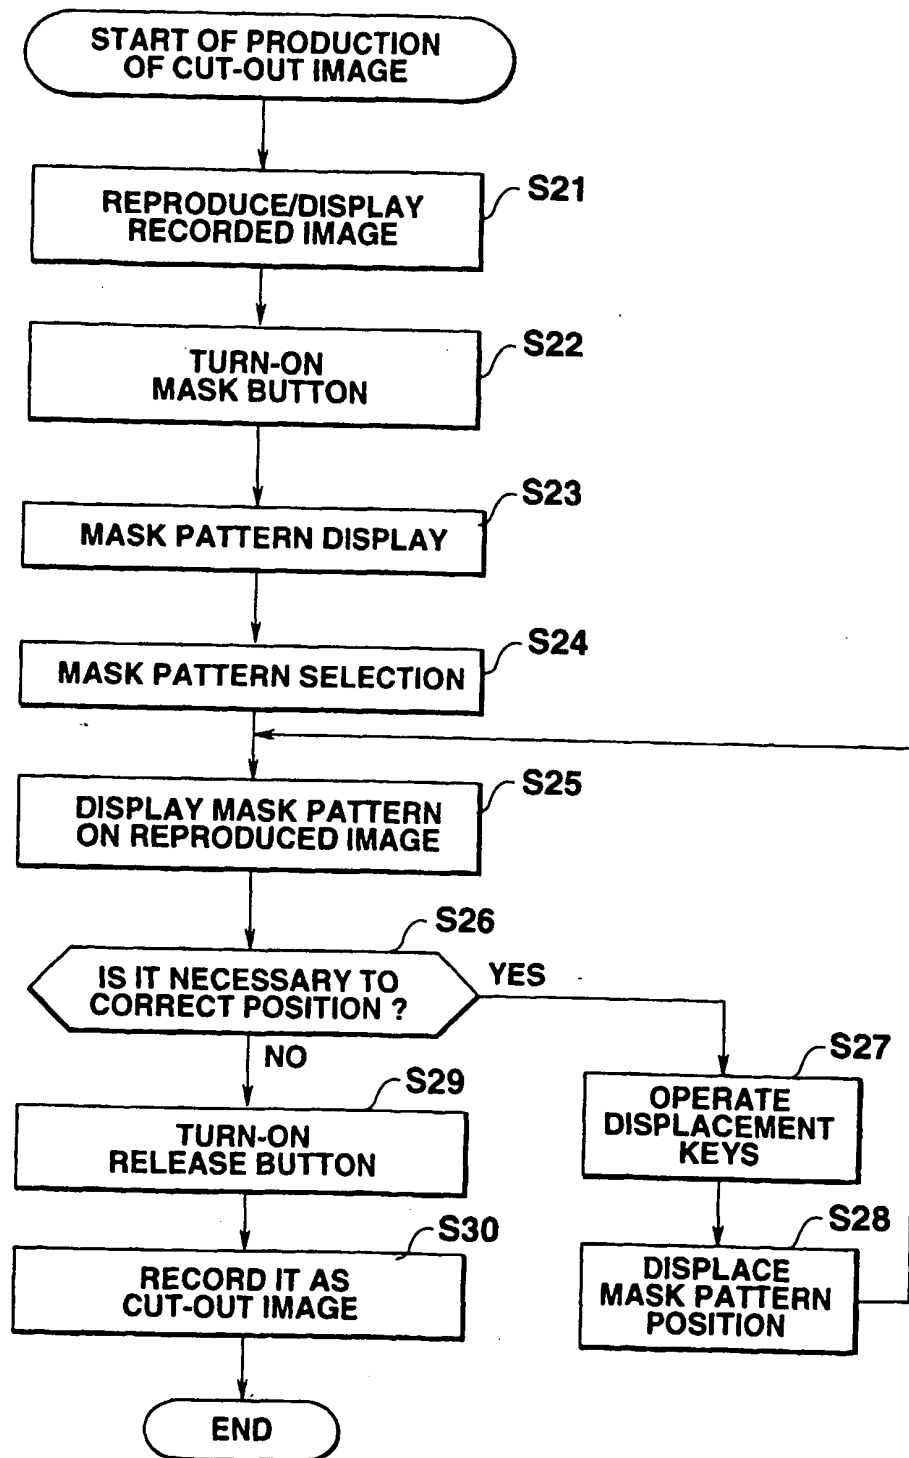 START OF PRODUCTION
OF CUT-OUT IMAGE
S21
REPRODUCE/DISPLAY
RECORDED IMAGE
S22
TURN-ON
MASK BUTTON
S23
MASK PATTERN DISPLAY
S24
MASK PATTERN SELECTION
S25
DISPLAY MASK PATTERN
ON REPRODUCED IMAGE
S26
IS IT NECESSARY TO
CORRECT POSITION ?
YES
NO
S27
OPERATE
DISPLACEMENT
KEYS
S28
DISPLACE
MASK PATTERN
POSITION
S29
TURN-ON
RELEASE BUTTON
S30
RECORD IT AS
CUT-OUT IMAGE
END